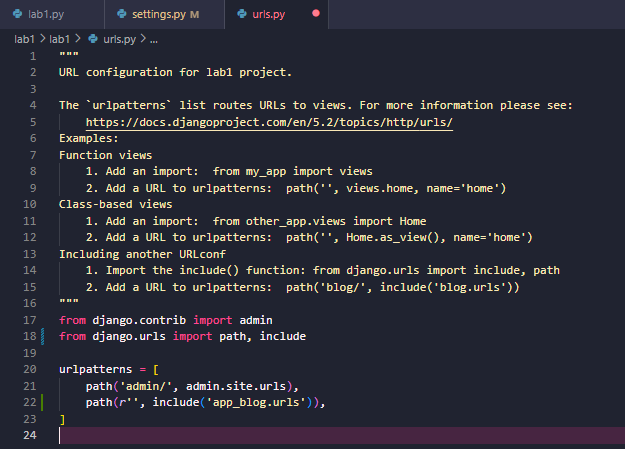 lab1.py settings.py M urls.py
lab1 > lab1 > urls.py > ...
1 """
2 URL configuration for lab1 project.
3
4 The `urlpatterns` list routes URLs to views. For more information please see:
5     https://docs.djangoproject.com/en/5.2/topics/http/urls/
6 Examples:
7 Function views
8     1. Add an import:  from my_app import views
9     2. Add a URL to urlpatterns:  path('', views.home, name='home')
10 Class-based views
11     1. Add an import:  from other_app.views import Home
12     2. Add a URL to urlpatterns:  path('', Home.as_view(), name='home')
13 Including another URLconf
14     1. Import the include() function: from django.urls import include, path
15     2. Add a URL to urlpatterns:  path('blog/', include('blog.urls'))
16 """
17 from django.contrib import admin
18 from django.urls import path, include
19
20 urlpatterns = [
21     path('admin/', admin.site.urls),
22     path(r'', include('app_blog.urls')),
23 ]
24